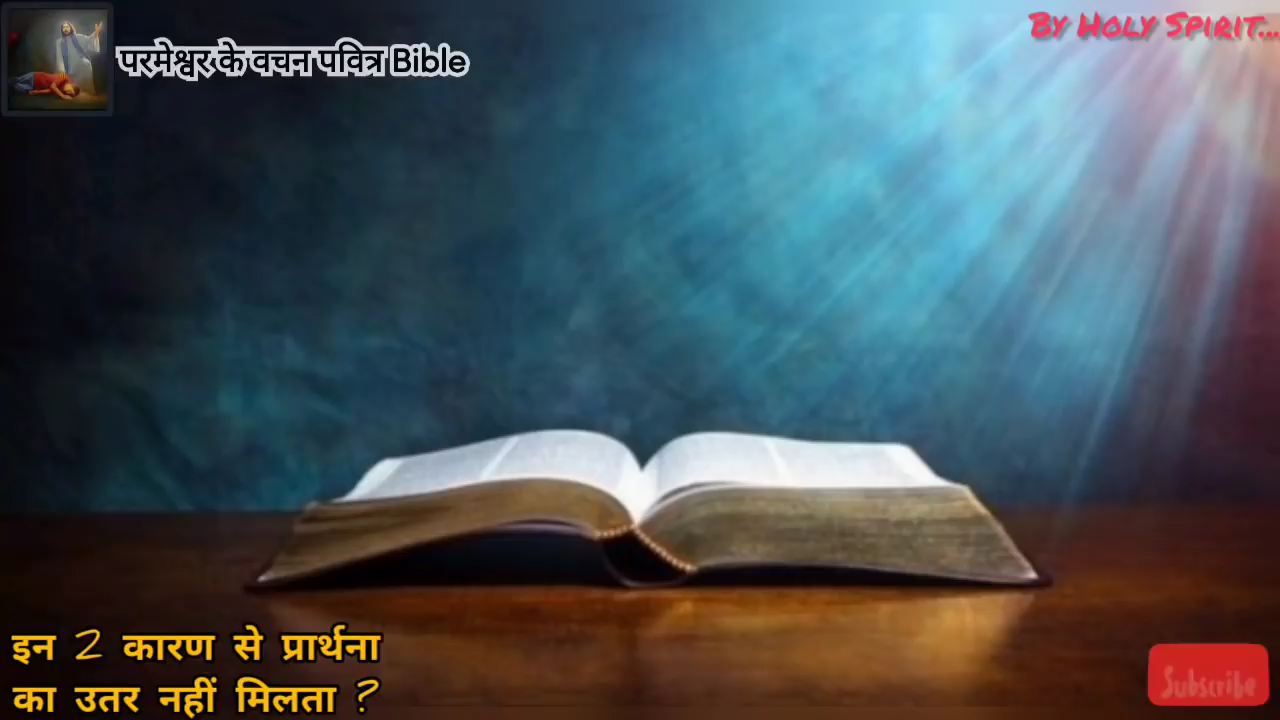 By Holy Spirit...
परमेश्वर के वचन पवित्र Bible
इन 2 कारण से प्रार्थना
का उतर नहीं मिलता ?
Subscribe